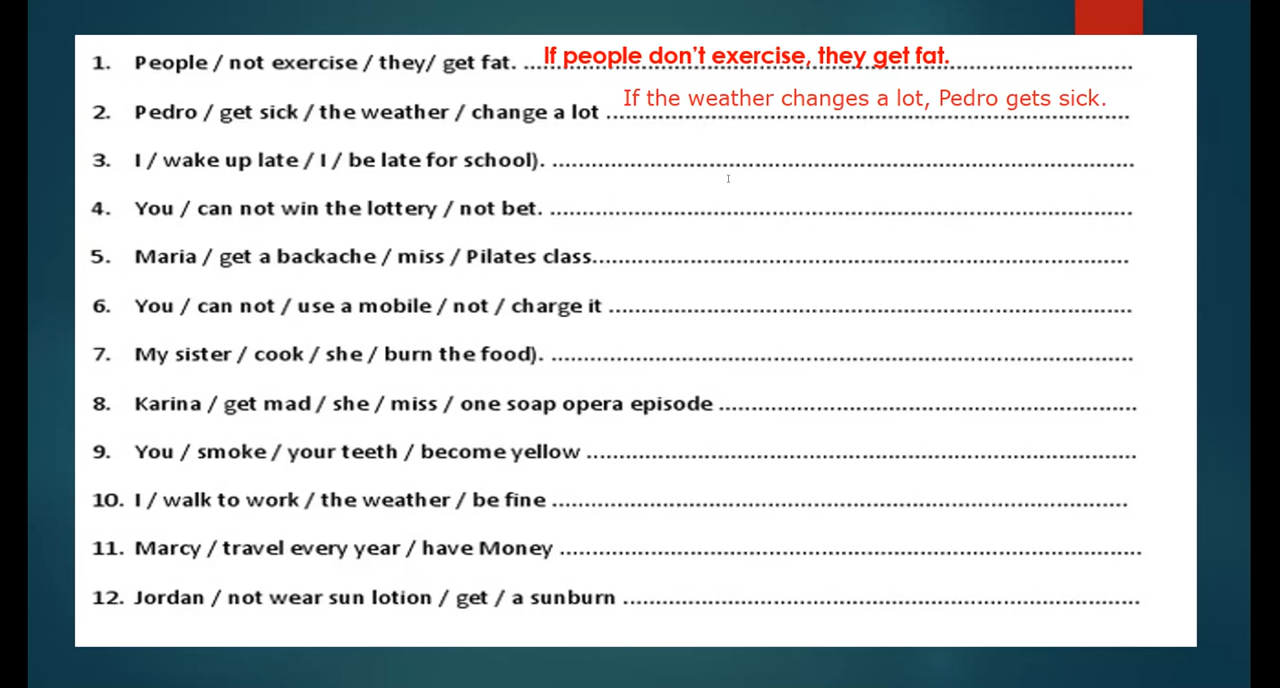 1. People / not exercise / they/ get fat. .... If people don't exercise, they get fat. ....
2. Pedro / get sick / the weather / change a lot .... If the weather changes a lot, Pedro gets sick. ....
3. I / wake up late / I / be late for school). ....
4. You / can not win the lottery / not bet. ....
5. Maria / get a backache / miss / Pilates class....
6. You / can not / use a mobile / not / charge it ....
7. My sister / cook / she / burn the food). ....
8. Karina / get mad / she / miss / one soap opera episode ....
9. You / smoke / your teeth / become yellow ....
10. I / walk to work / the weather / be fine ....
11. Marcy / travel every year / have Money ....
12. Jordan / not wear sun lotion / get / a sunburn ....